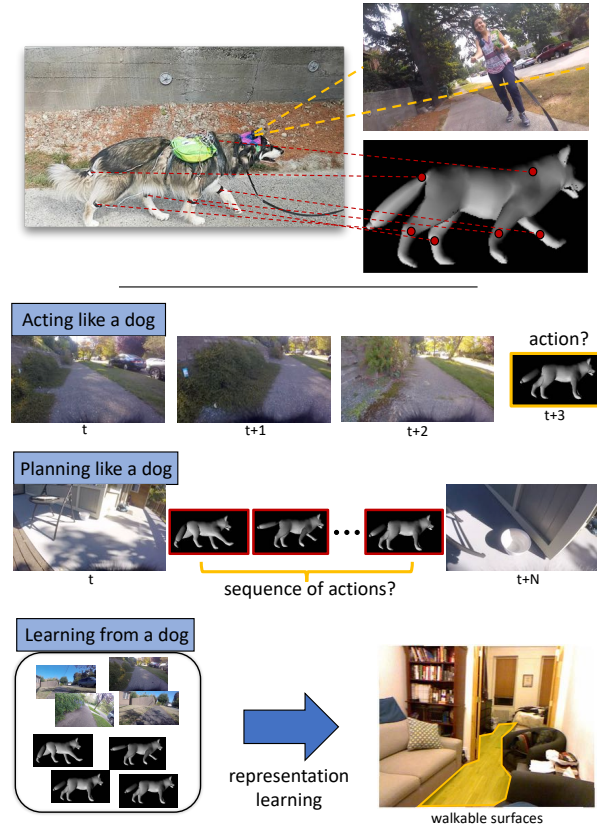 Acting like a dog
action?
t
t+1
t+2
t+3
Planning like a dog
t
sequence of actions?
t+N
Learning from a dog
representation
learning
walkable surfaces